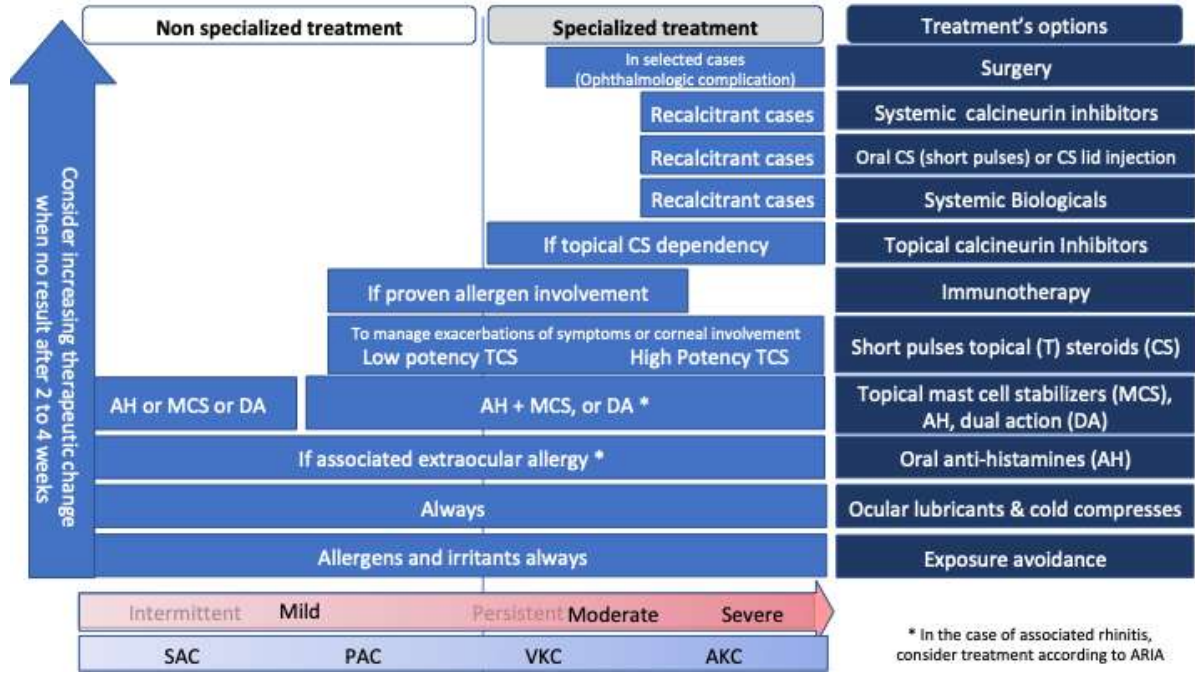 Non specialized treatment
Specialized treatment
Treatment's options
In selected cases
(Ophthalmologic complication)
Surgery
Recalcitrant cases
Systemic calcineurin inhibitors
Recalcitrant cases
Oral CS (short pulses) or CS lid injection
Recalcitrant cases
Systemic Biologicals
If topical CS dependency
Topical calcineurin Inhibitors
If proven allergen involvement
Immunotherapy
To manage exacerbations of symptoms or corneal involvement
Low potency TCS
High Potency TCS
Short pulses topical (T) steroids (CS)
AH or MCS or DA
AH + MCS, or DA *
Topical mast cell stabilizers (MCS),
AH, dual action (DA)
If associated extraocular allergy *
Oral anti-histamines (AH)
Always
Ocular lubricants & cold compresses
Allergens and irritants always
Exposure avoidance
Consider increasing therapeutic change
when no result after 2 to 4 weeks
Intermittent
Mild
Persistent
Moderate
Severe
SAC
PAC
VKC
AKC
* In the case of associated rhinitis,
consider treatment according to ARIA